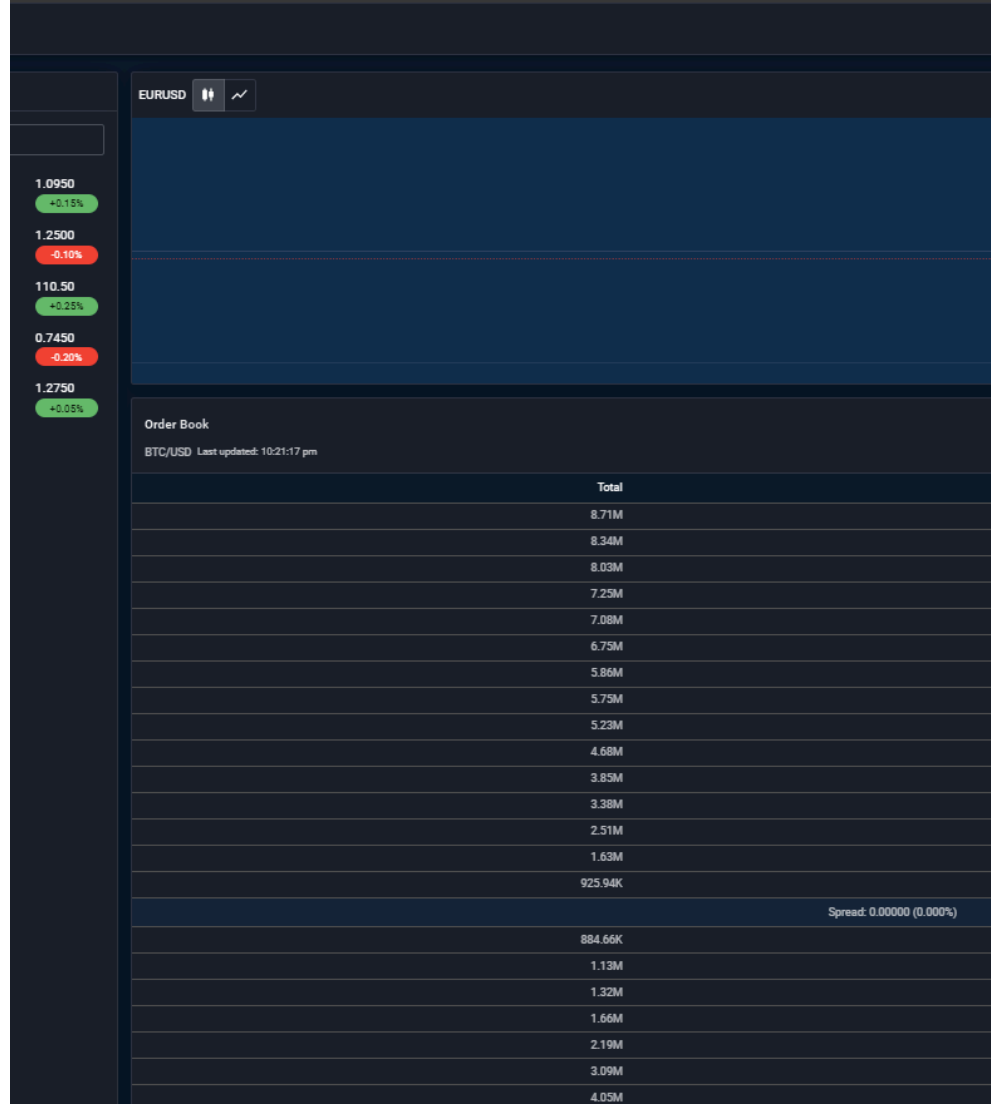 EURUSD
1.0950
+0.15%
1.2500
-0.10%
110.50
+0.25%
0.7450
-0.20%
1.2750
+0.05%
Order Book
BTC/USD Last updated: 10:21:17 pm
Total
8.71M
8.34M
8.03M
7.25M
7.08M
6.75M
5.86M
5.75M
5.23M
4.68M
3.85M
3.38M
2.51M
1.63M
925.94K
Spread: 0.00000 (0.000%)
884.66K
1.13M
1.32M
1.66M
2.19M
3.09M
4.05M